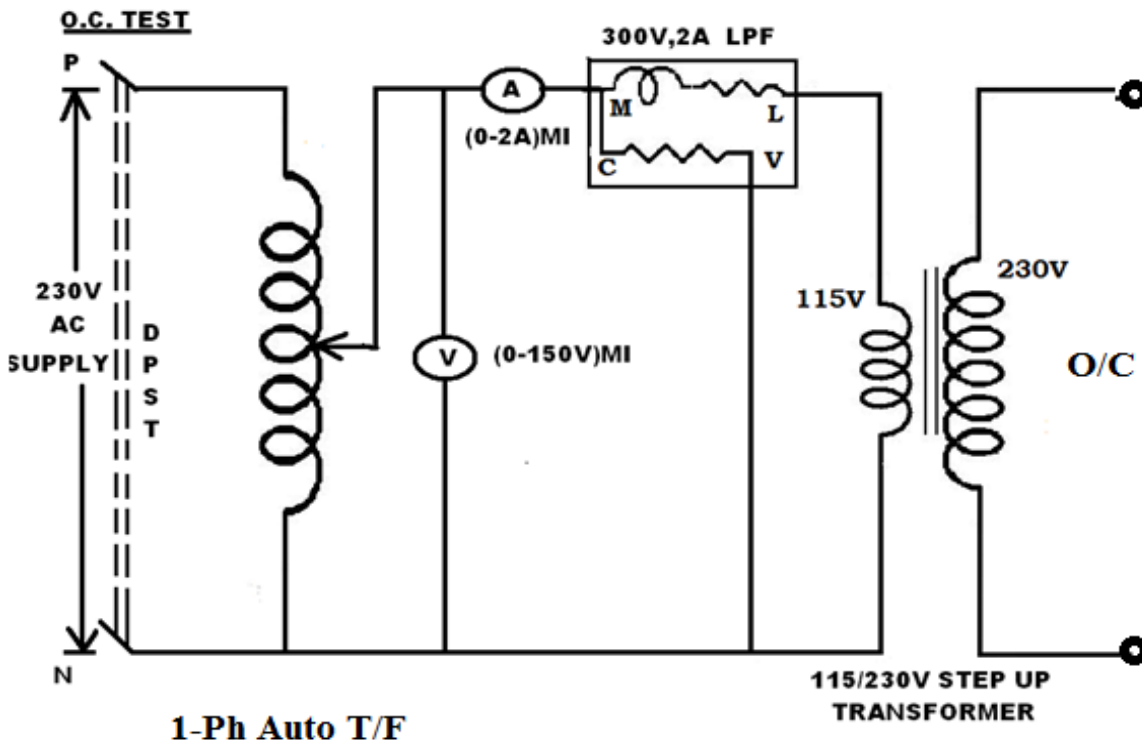 O.C. TEST
P
300V,2A LPF
A
(0-2A)MI
M
L
C
V
230V
AC
SUPPLY
D
P
S
T
V
(0-150V)MI
115V
230V
O/C
N
115/230V STEP UP
TRANSFORMER
1-Ph Auto T/F